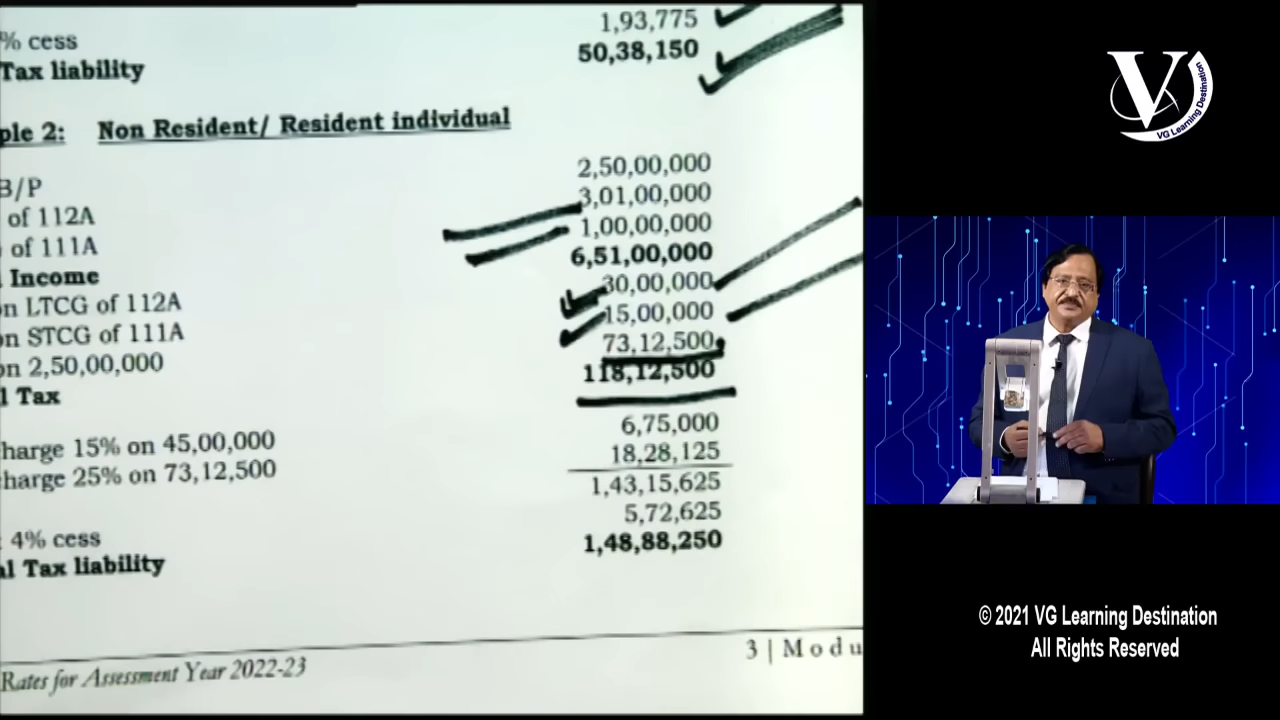 1,93,775
% cess
50,38,150
Tax liability
ple 2: Non Resident/ Resident individual
2,50,00,000
B/P
3,01,00,000
of 112A
1,00,00,000
of 111A
6,51,00,000
Income
30,00,000
n LTCG of 112A
15,00,000
n STCG of 111A
73,12,500
on 2,50,00,000
118,12,500
l Tax
6,75,000
harge 15% on 45,00,000
18,28,125
harge 25% on 73,12,500
1,43,15,625
5,72,625
4% cess
1,48,88,250
al Tax liability
3 | Modu
Rates for Assessment Year 2022-23
V
VG Learning Destination
© 2021 VG Learning Destination
All Rights Reserved